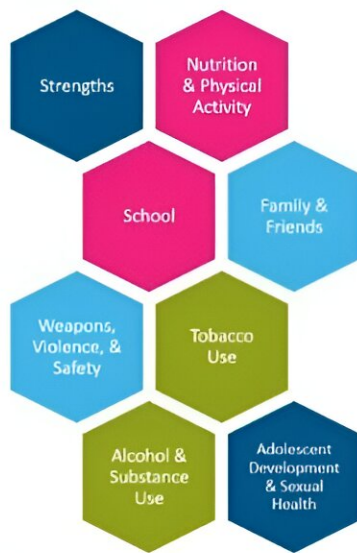 Strengths
Nutrition
& Physical
Activity
School
Family &
Friends
Weapons,
Violence, &
Safety
Tobacco
Use
Alcohol &
Substance
Use
Adolescent
Development
& Sexual
Health